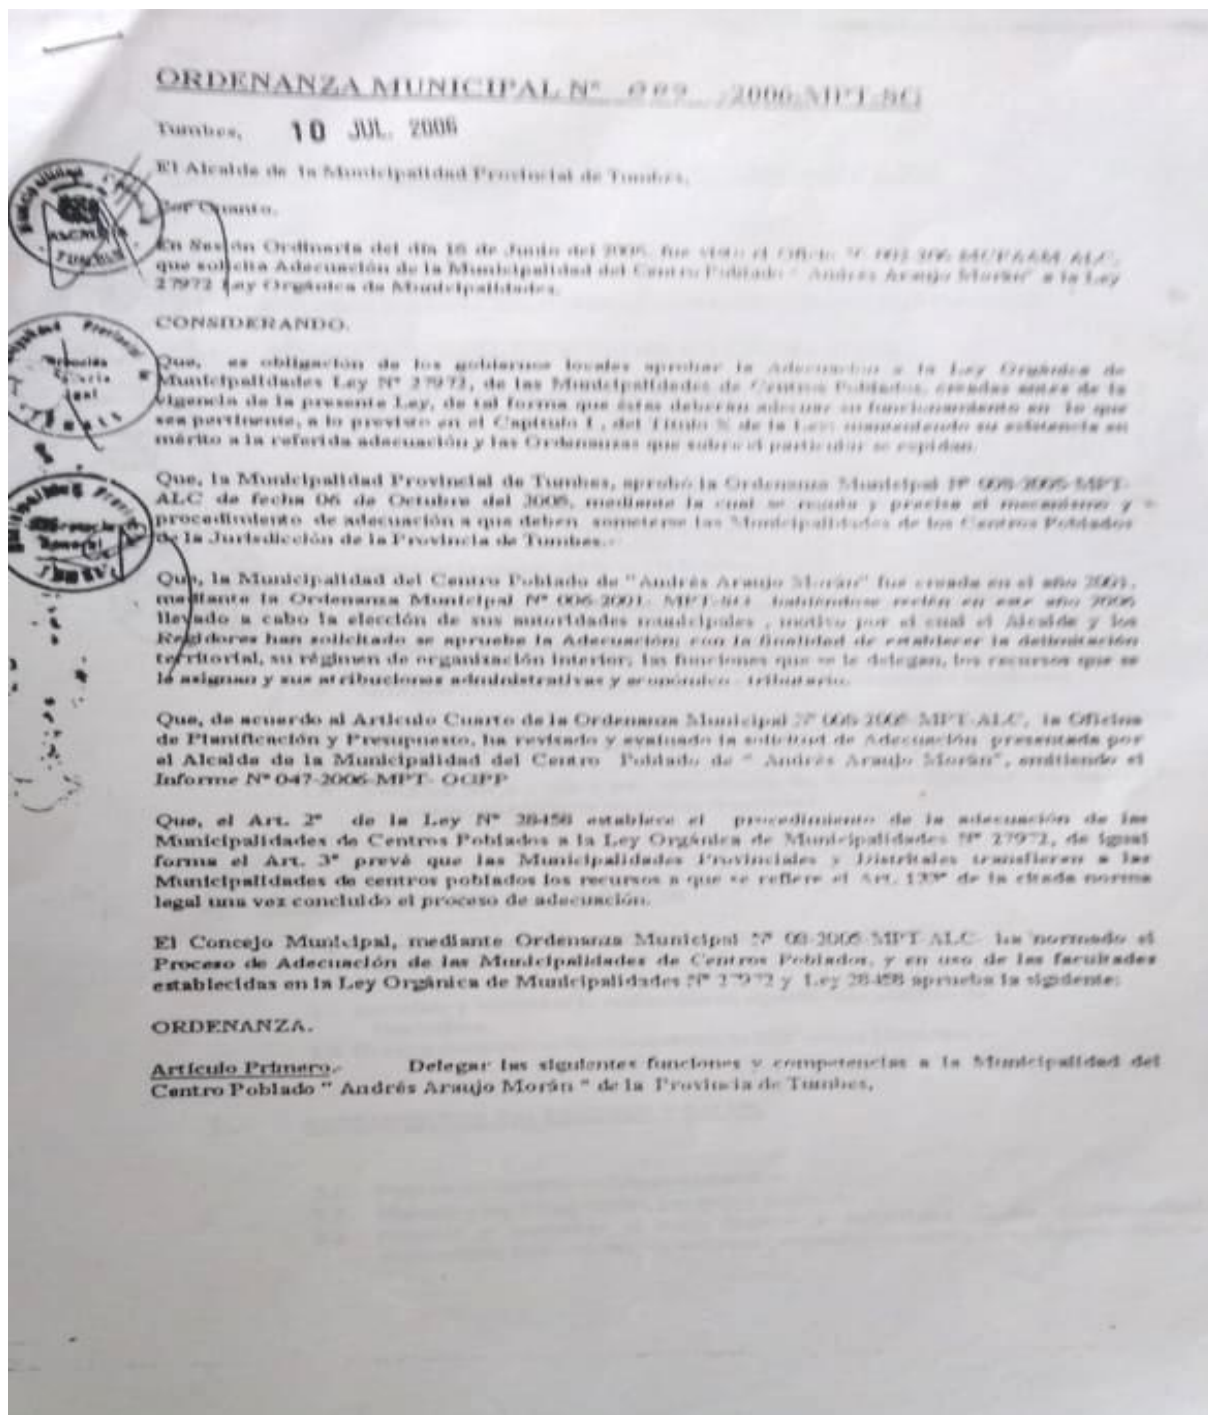 ORDENANZA MUNICIPAL Nº 009 /2006-MPT-SG
Tumbes, 10 JUL. 2006
El Alcalde de la Municipalidad Provincial de Tumbes.
Por Cuanto.
En Sesión Ordinaria del día 16 de Junio del 2006, fue visto el Oficio
que solicita Adecuación de la Municipalidad del Centro Poblado " Andrés Araujo Morán" a la Ley
27972 Ley Orgánica de Municipalidades.
CONSIDERANDO.
Que, es obligación de los gobiernos locales aprobar la Adecuación a la Ley Orgánica de
Municipalidades Ley Nº 27972, de las Municipalidades de Centros Poblados, creadas antes de la
vigencia de la presente Ley, de tal forma que éstas deberán adecuar su funcionamiento en lo que
sea pertinente, a lo previsto en el Capítulo I, del Título X de la Ley; manteniendo su existencia en
mérito a la referida adecuación y las Ordenanzas que sobre el particular se expidan.
Que, la Municipalidad Provincial de Tumbes, aprobó la Ordenanza Municipal Nº 008-2005-MPT-
ALC de fecha 06 de Octubre del 2005, mediante la cual se regula y precisa el mecanismo y
procedimiento de adecuación a que deben someterse las Municipalidades de los Centros Poblados
de la Jurisdicción de la Provincia de Tumbes.-
Que, la Municipalidad del Centro Poblado de "Andrés Araujo Morán" fue creada en el año 2001,
mediante la Ordenanza Municipal Nº 006-2001- MPT-SG habiéndose recién en este año 2006
llevado a cabo la elección de sus autoridades municipales , motivo por el cual el Alcalde y los
Regidores han solicitado se apruebe la Adecuación; con la finalidad de establecer la delimitación
territorial, su régimen de organización interior, las funciones que se le delegan, los recursos que se
le asignan y sus atribuciones administrativas y económico - tributario.
Que, de acuerdo al Artículo Cuarto de la Ordenanza Municipal Nº 008-2005-MPT-ALC, la Oficina
de Planificación y Presupuesto, ha revisado y evaluado la solicitud de Adecuación presentada por
el Alcalde de la Municipalidad del Centro Poblado de " Andrés Araujo Morán", emitiendo el
Informe Nº 047-2006-MPT- OGPP
Que, el Art. 2º de la Ley Nº 28458 establece el procedimiento de la adecuación de las
Municipalidades de Centros Poblados a la Ley Orgánica de Municipalidades Nº 27972, de igual
forma el Art. 3º prevé que las Municipalidades Provinciales y Distritales transfieren a las
Municipalidades de centros poblados los recursos a que se refiere el Art. 133º de la citada norma
legal una vez concluido el proceso de adecuación.
El Concejo Municipal, mediante Ordenanza Municipal Nº 08-2005-MPT-ALC- ha normado el
Proceso de Adecuación de las Municipalidades de Centros Poblados, y en uso de las facultades
establecidas en la Ley Orgánica de Municipalidades Nº 27972 y Ley 28458 aprueba la siguiente:
ORDENANZA.
Artículo Primero.- Delegar las siguientes funciones y competencias a la Municipalidad del
Centro Poblado " Andrés Araujo Morán " de la Provincia de Tumbes,